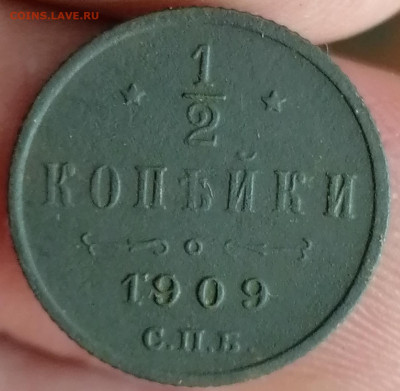 COINS.LAVE.RU
1/2
КОПѢЙКИ
1909
С.П.Б.